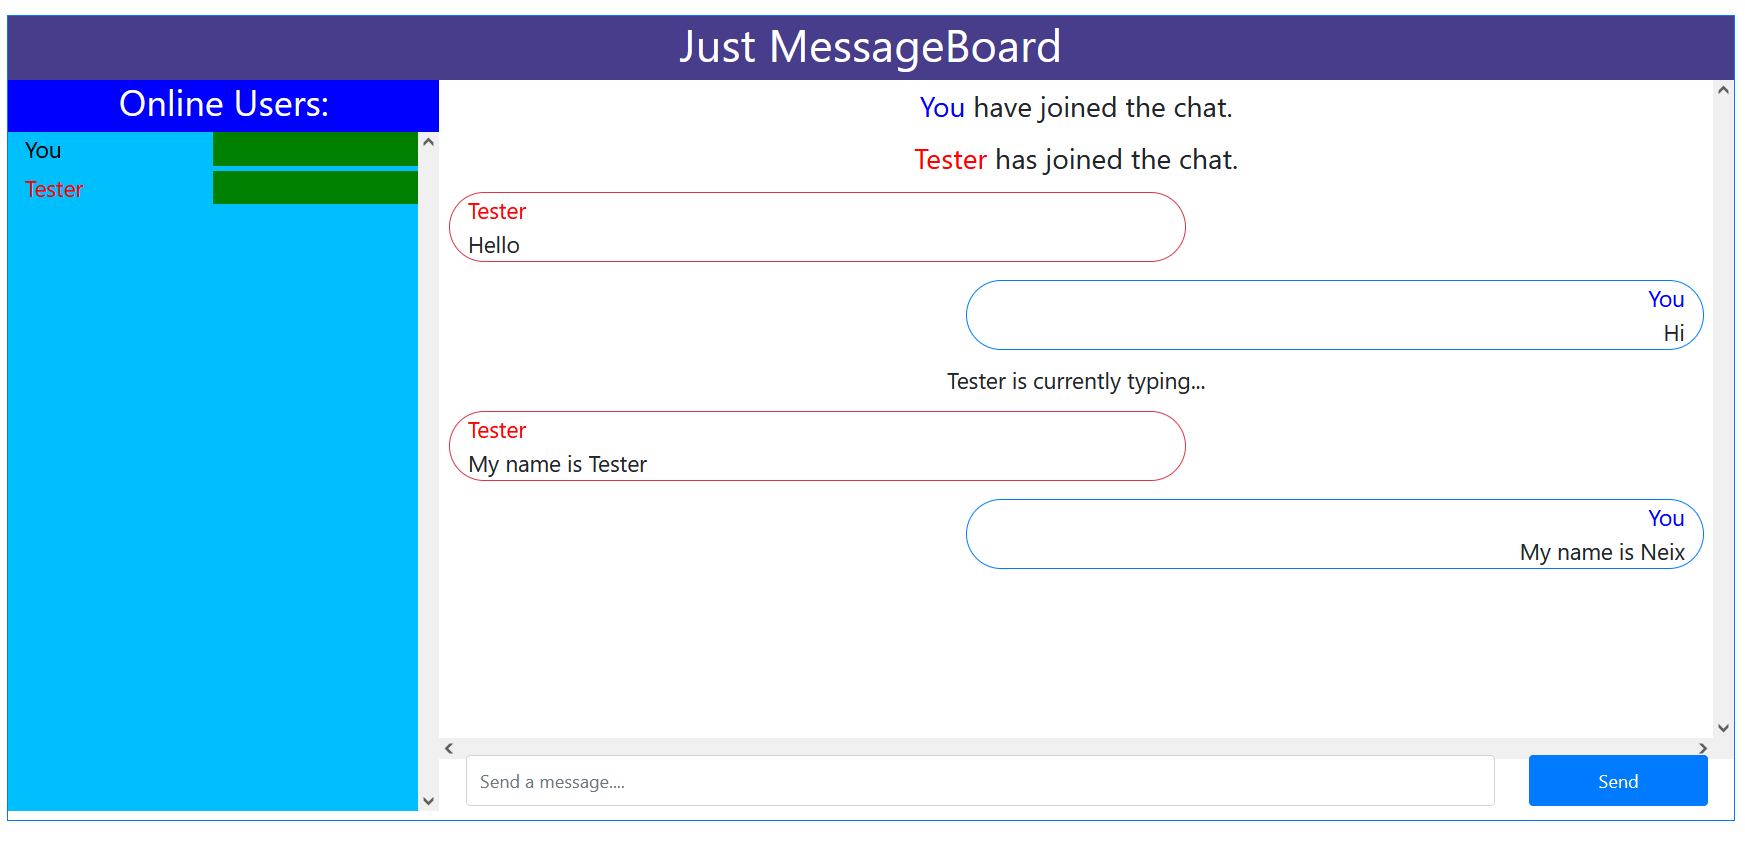 Just MessageBoard
Online Users:
You
Tester
You have joined the chat.
Tester has joined the chat.
Tester
Hello
You
Hi
Tester is currently typing...
Tester
My name is Tester
You
My name is Neix
Send a message....
Send